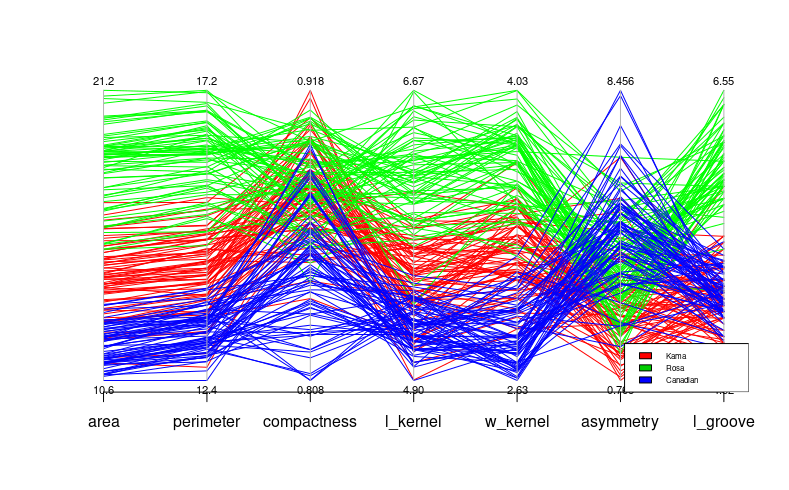 21.2 17.2 0.918 6.67 4.03 8.456 6.55
Kama
Rosa
Canadian
10.6 12.4 0.808 4.90 2.63
area perimeter compactness l_kernel w_kernel asymmetry l_groove